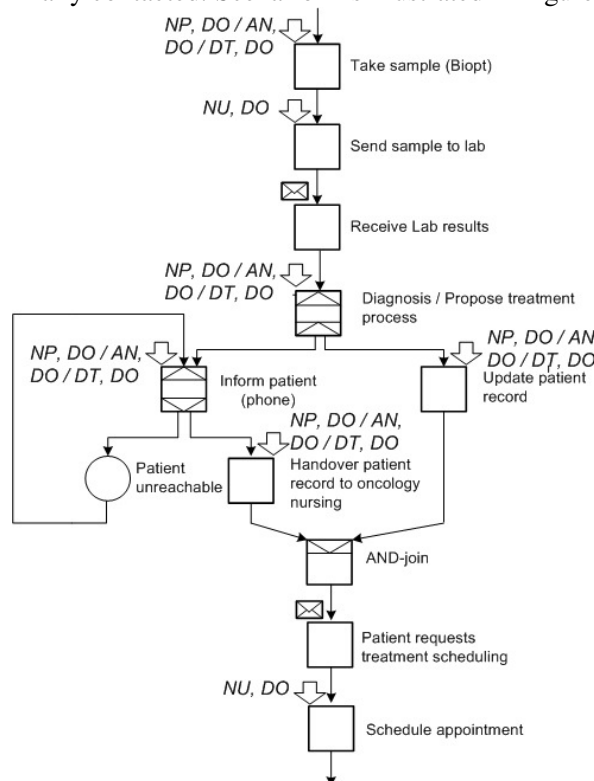 NP, DO / AN,
DO / DT, DO
Take sample (Biopt)
NU, DO
Send sample to lab
Receive Lab results
NP, DO / AN,
DO / DT, DO
Diagnosis / Propose treatment
process
NP, DO / AN,
DO / DT, DO
Inform patient
(phone)
NP, DO / AN
DO / DT, DO
Update patient
record
Patient
unreachable
NP, DO / AN,
DO / DT, DO
Handover patient
record to oncology
nursing
AND-join
Patient requests
treatment scheduling
NU, DO
Schedule appointment